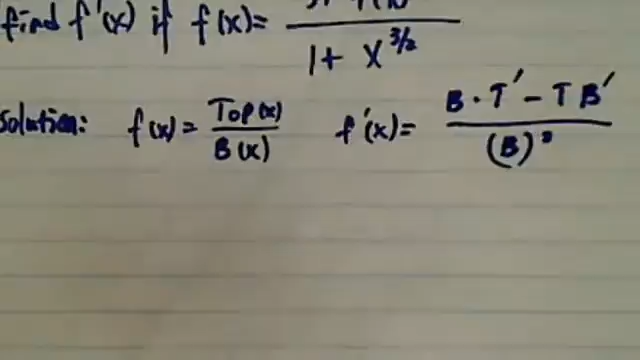 find f'(x) if f(x)= / 1 + x^3/2
Solution: f(x) = Top(x) / B(x) f'(x) = B · T' - T B' / (B)²